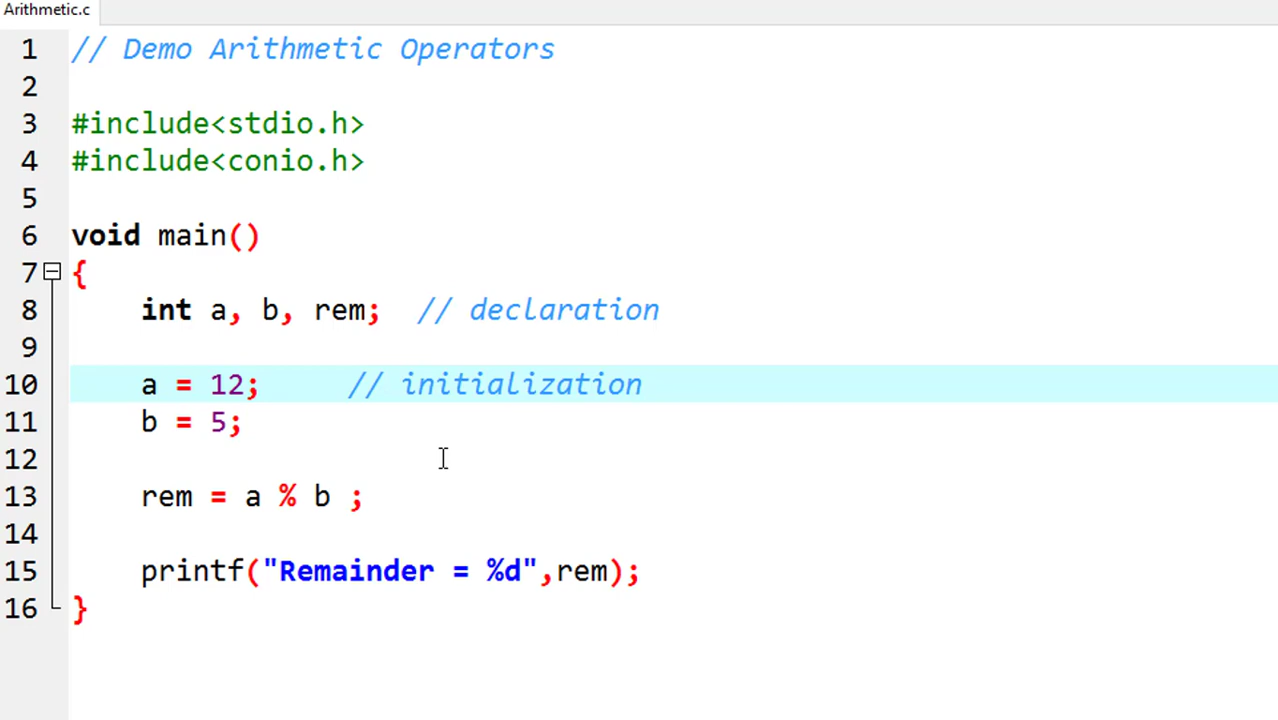 Arithmetic.c
1 // Demo Arithmetic Operators
2
3 #include<stdio.h>
4 #include<conio.h>
5
6 void main()
7 {
8 int a, b, rem; // declaration
9
10 a = 12; // initialization
11 b = 5;
12
13 rem = a % b ;
14
15 printf("Remainder = %d",rem);
16 }